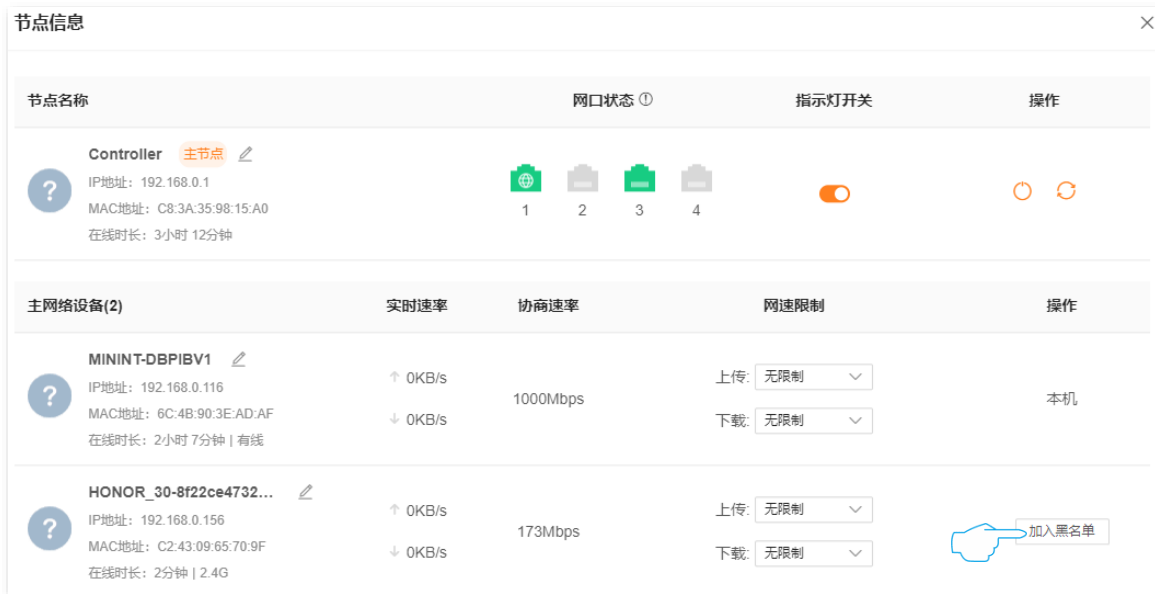 节点信息
节点名称 网口状态 指示灯开关 操作
Controller 主节点
IP地址: 192.168.0.1
MAC地址: C8:3A:35:98:15:A0
在线时长: 3小时 12分钟
1 2 3 4
主网络设备(2) 实时速率 协商速率 网速限制 操作
MININT-DBPIBV1
IP地址: 192.168.0.116
MAC地址: 6C:4B:90:3E:AD:AF
在线时长: 2小时 7分钟 | 有线
↑ 0KB/s
↓ 0KB/s
1000Mbps
上传: 无限制
下载: 无限制
本机
HONOR_30-8f22ce4732...
IP地址: 192.168.0.156
MAC地址: C2:43:09:65:70:9F
在线时长: 2分钟 | 2.4G
↑ 0KB/s
↓ 0KB/s
173Mbps
上传: 无限制
下载: 无限制
加入黑名单